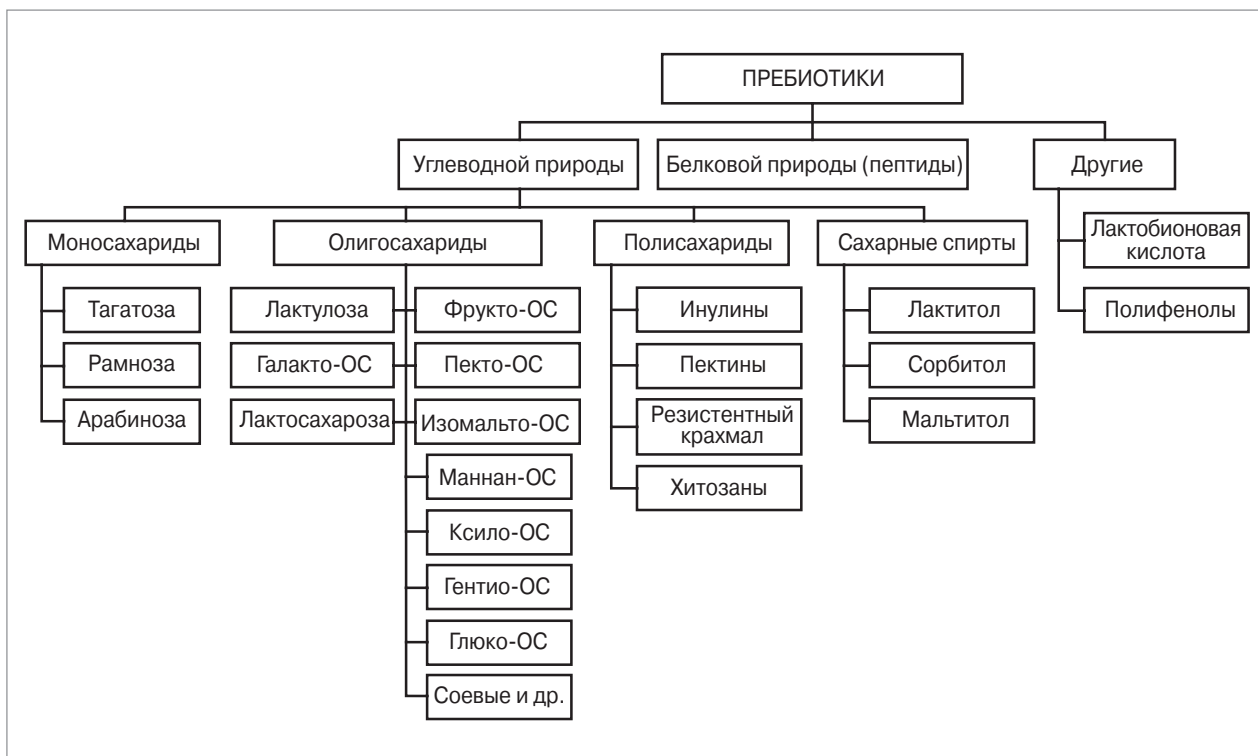 ПРЕБИОТИКИ
Углеводной природы
Белковой природы (пептиды)
Другие
Моносахариды
Олигосахариды
Полисахариды
Сахарные спирты
Лактобионовая
кислота
Полифенолы
Тагатоза
Рамноза
Арабиноза
Лактулоза
Фрукто-ОС
Галакто-ОС
Пекто-ОС
Лактосахароза
Изомальто-ОС
Маннан-ОС
Ксило-ОС
Гентио-ОС
Глюко-ОС
Соевые и др.
Инулины
Пектины
Резистентный
крахмал
Хитозаны
Лактитол
Сорбитол
Мальтитол